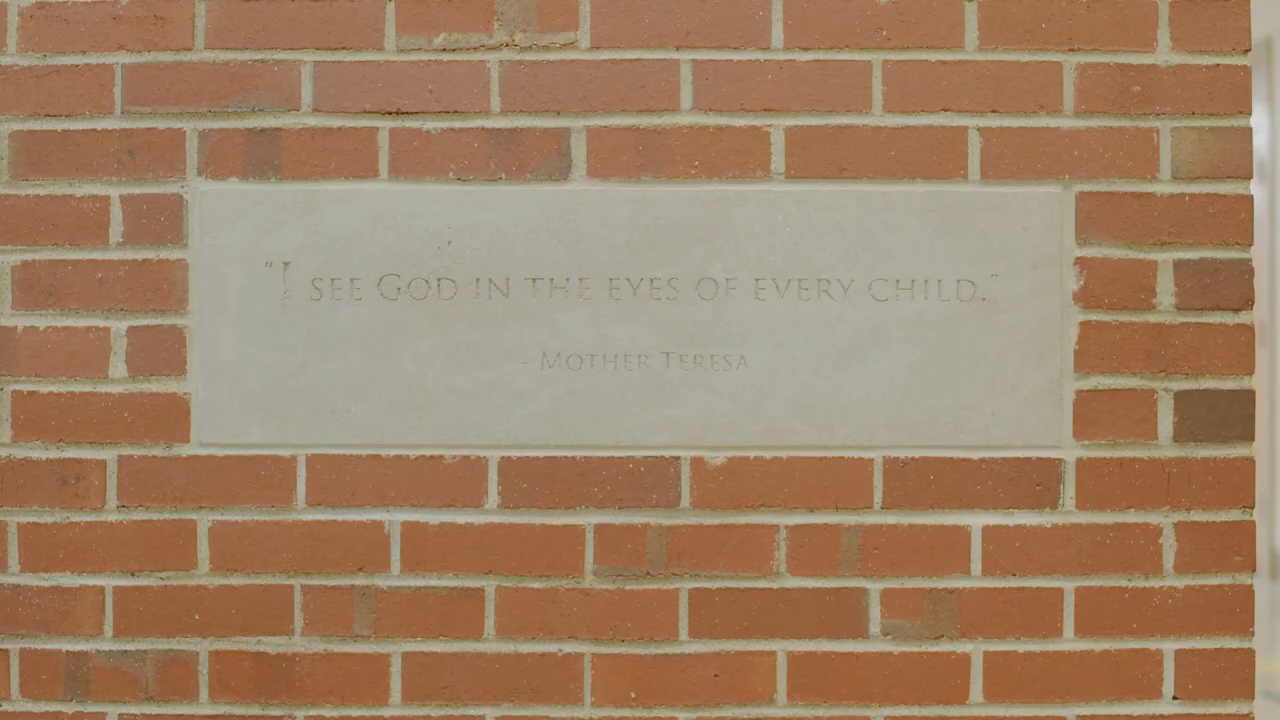 "I SEE GOD IN THE EYES OF EVERY CHILD."
- MOTHER TERESA